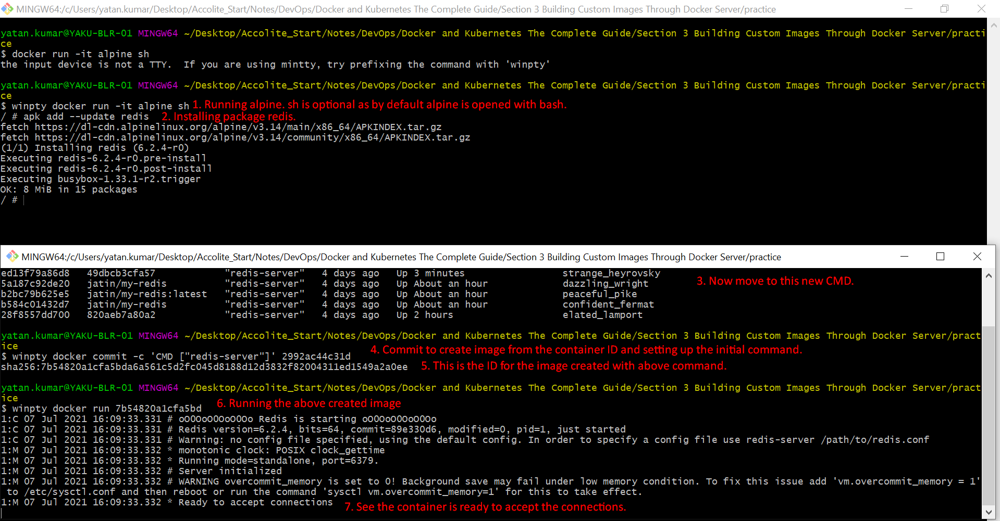 MINGW64:/c/Users/yatan.kumar/Desktop/Accolite_Start/Notes/DevOps/Docker and Kubernetes The Complete Guide/Section 3 Building Custom Images Through Docker Server/practice
yatan.kumar@YAKU-BLR-01 MINGW64 ~/Desktop/Accolite_Start/Notes/DevOps/Docker and Kubernetes The Complete Guide/Section 3 Building Custom Images Through Docker Server/practi
ce
$ docker run -it alpine sh
the input device is not a TTY.  If you are using mintty, try prefixing the command with 'winpty'
yatan.kumar@YAKU-BLR-01 MINGW64 ~/Desktop/Accolite_Start/Notes/DevOps/Docker and Kubernetes The Complete Guide/Section 3 Building Custom Images Through Docker Server/practi
ce
$ winpty docker run -it alpine sh 1. Running alpine. sh is optional as by default alpine is opened with bash.
/ # apk add --update redis 2. Installing package redis.
fetch https://dl-cdn.alpinelinux.org/alpine/v3.14/main/x86_64/APKINDEX.tar.gz
fetch https://dl-cdn.alpinelinux.org/alpine/v3.14/community/x86_64/APKINDEX.tar.gz
(1/1) Installing redis (6.2.4-r0)
Executing redis-6.2.4-r0.pre-install
Executing redis-6.2.4-r0.post-install
Executing busybox-1.33.1-r2.trigger
OK: 8 MiB in 15 packages
/ #
MINGW64:/c/Users/yatan.kumar/Desktop/Accolite_Start/Notes/DevOps/Docker and Kubernetes The Complete Guide/Section 3 Building Custom Images Through Docker Server/practice
ed13f79a86d8   49dbcb3cfa57   "redis-server"   4 days ago   Up 3 minutes   strange_heyrovsky
5a187c92de20   jatin/my-redis   "redis-server"   4 days ago   Up About an hour   dazzling_wright 3. Now move to this new CMD.
b2bc79b625e5   jatin/my-redis:latest   "redis-server"   4 days ago   Up About an hour   peaceful_pike
b584c01432d7   jatin/my-redis   "redis-server"   4 days ago   Up About an hour   confident_fermat
28f8557dd700   820aeb7a80a2   "redis-server"   4 days ago   Up 2 hours   elated_lamport
yatan.kumar@YAKU-BLR-01 MINGW64 ~/Desktop/Accolite_Start/Notes/DevOps/Docker and Kubernetes The Complete Guide/Section 3 Building Custom Images Through Docker Server/pract
ice
4. Commit to create image from the container ID and setting up the initial command.
$ winpty docker commit -c 'CMD ["redis-server"]' 2992ac44c31d
sha256:7b54820a1cfa5bda6a561c5d2fc045d8188d12d3832f82004311ed1549a2a0ee 5. This is the ID for the image created with above command.
yatan.kumar@YAKU-BLR-01 MINGW64 ~/Desktop/Accolite_Start/Notes/DevOps/Docker and Kubernetes The Complete Guide/Section 3 Building Custom Images Through Docker Server/pract
ice
$ winpty docker run 7b54820a1cfa5bd 6. Running the above created image
1:C 07 Jul 2021 16:09:33.331 # oO0OoO0OoO0Oo Redis is starting oO0OoO0OoO0Oo
1:C 07 Jul 2021 16:09:33.331 # Redis version=6.2.4, bits=64, commit=89e330d6, modified=0, pid=1, just started
1:C 07 Jul 2021 16:09:33.331 # Warning: no config file specified, using the default config. In order to specify a config file use redis-server /path/to/redis.conf
1:M 07 Jul 2021 16:09:33.332 * monotonic clock: POSIX clock_gettime
1:M 07 Jul 2021 16:09:33.332 * Running mode=standalone, port=6379.
1:M 07 Jul 2021 16:09:33.332 # Server initialized
1:M 07 Jul 2021 16:09:33.332 # WARNING overcommit_memory is set to 0! Background save may fail under low memory condition. To fix this issue add 'vm.overcommit_memory = 1'
to /etc/sysctl.conf and then reboot or run the command 'sysctl vm.overcommit_memory=1' for this to take effect.
1:M 07 Jul 2021 16:09:33.332 * Ready to accept connections 7. See the container is ready to accept the connections.